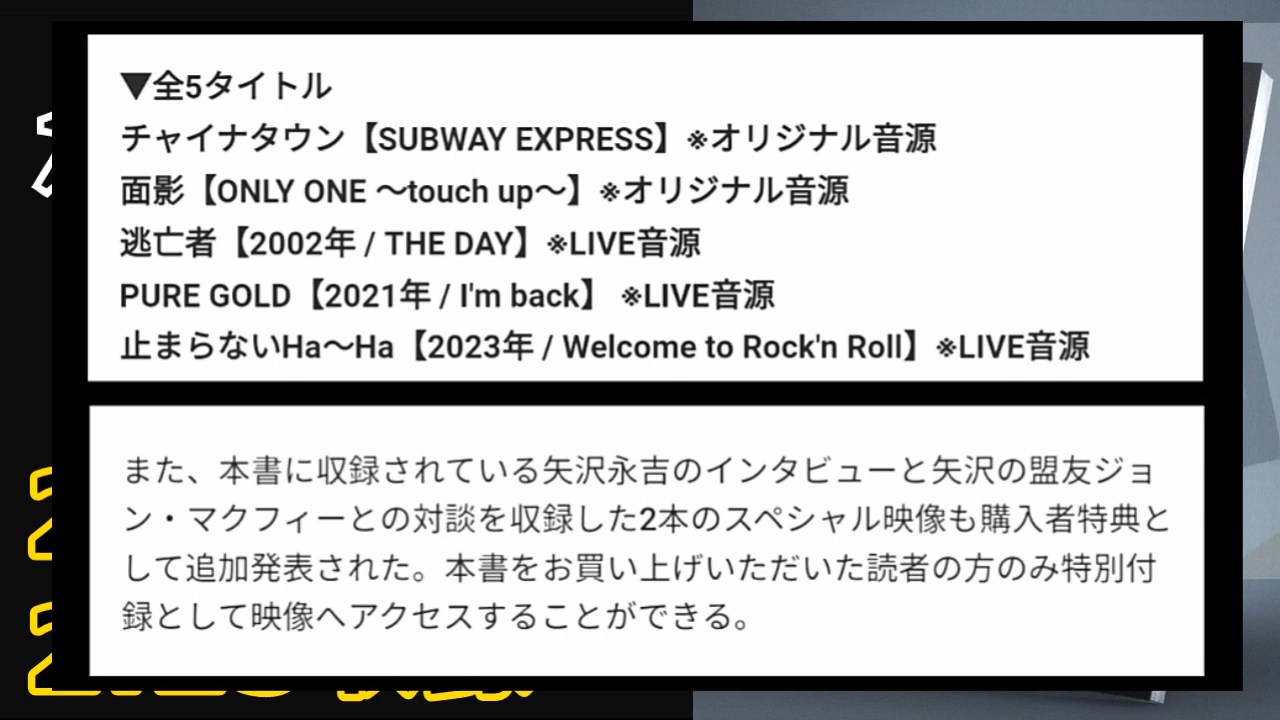 ▼全5タイトル
チャイナタウン【SUBWAY EXPRESS】※オリジナル音源
面影【ONLY ONE 〜touch up〜】※オリジナル音源
逃亡者【2002年 / THE DAY】※LIVE音源
PURE GOLD【2021年 / I'm back】 ※LIVE音源
止まらないHa〜Ha【2023年 / Welcome to Rock'n Roll】※LIVE音源
また、本書に収録されている矢沢永吉のインタビューと矢沢の盟友ジョ
ン・マクフィーとの対談を収録した2本のスペシャル映像も購入者特典と
して追加発表された。本書をお買い上げいただいた読者の方のみ特別付
録として映像へアクセスすることができる。